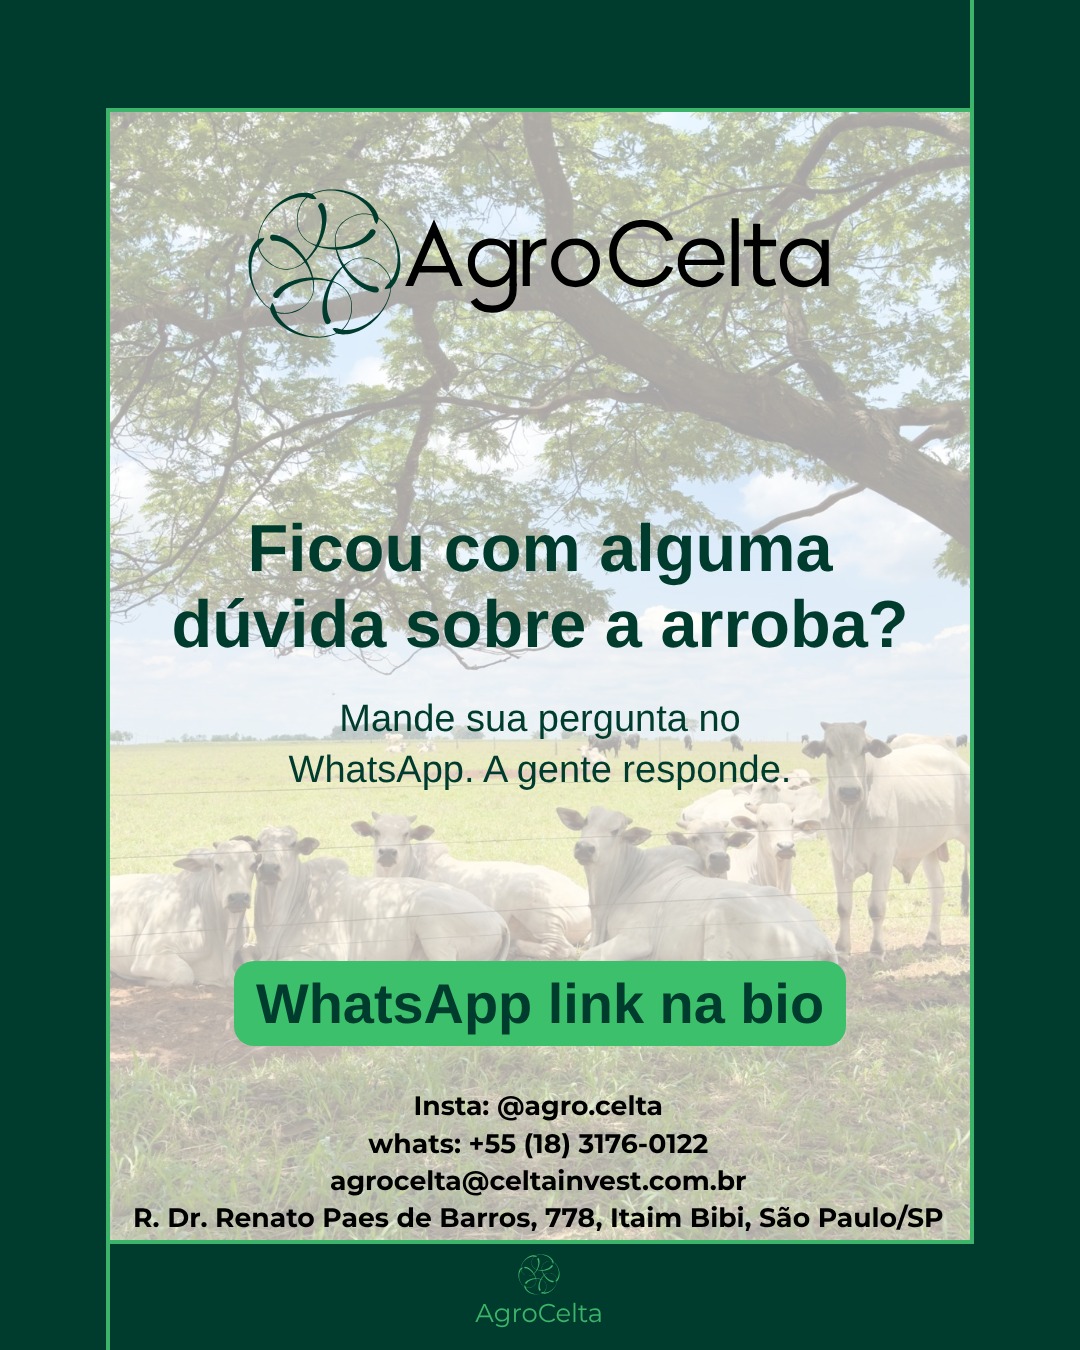 AgroCelta
Ficou com alguma
dúvida sobre a arroba?
Mande sua pergunta no
WhatsApp. A gente responde.
WhatsApp link na bio
Insta: @agro.celta
whats: +55 (18) 3176-0122
agrocelta@celtainvest.com.br
R. Dr. Renato Paes de Barros, 778, Itaim Bibi, São Paulo/SP
AgroCelta